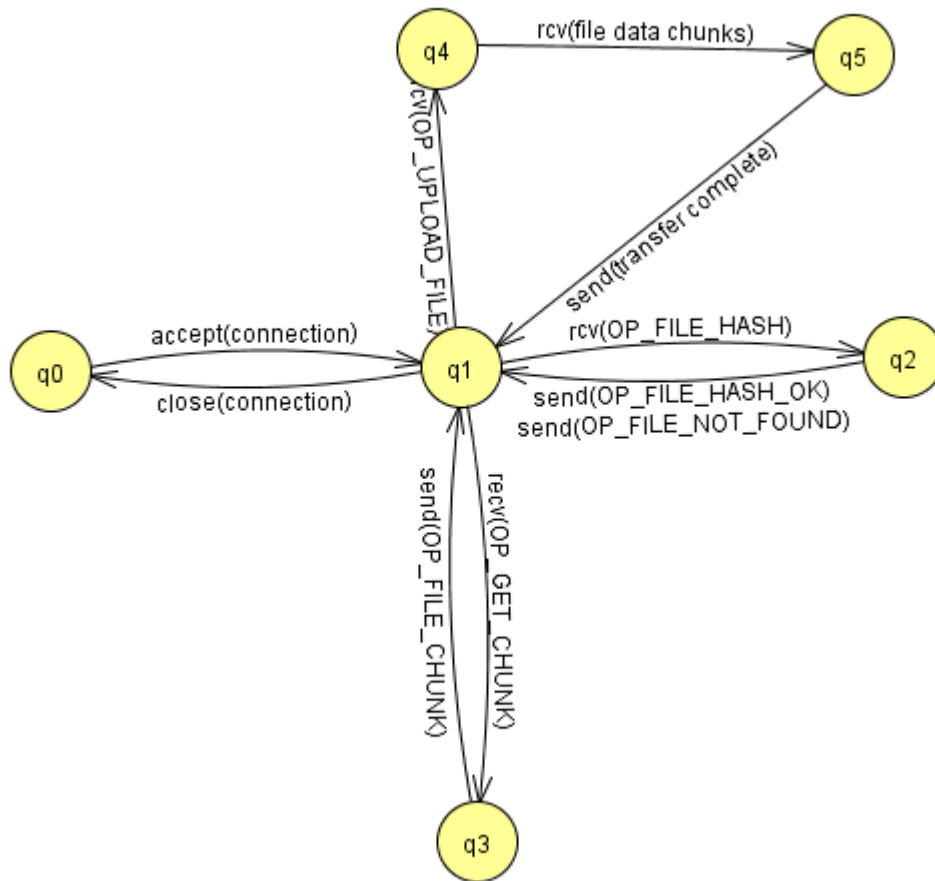 q4
rcv(file data chunks)
q5
rcv(OP_UPLOAD_FILE)
send(transfer complete)
q0
accept(connection)
close(connection)
q1
rcv(OP_FILE_HASH)
send(OP_FILE_HASH_OK)
send(OP_FILE_NOT_FOUND)
q2
send(OP_FILE_CHUNK)
recv(OP_GET_CHUNK)
q3